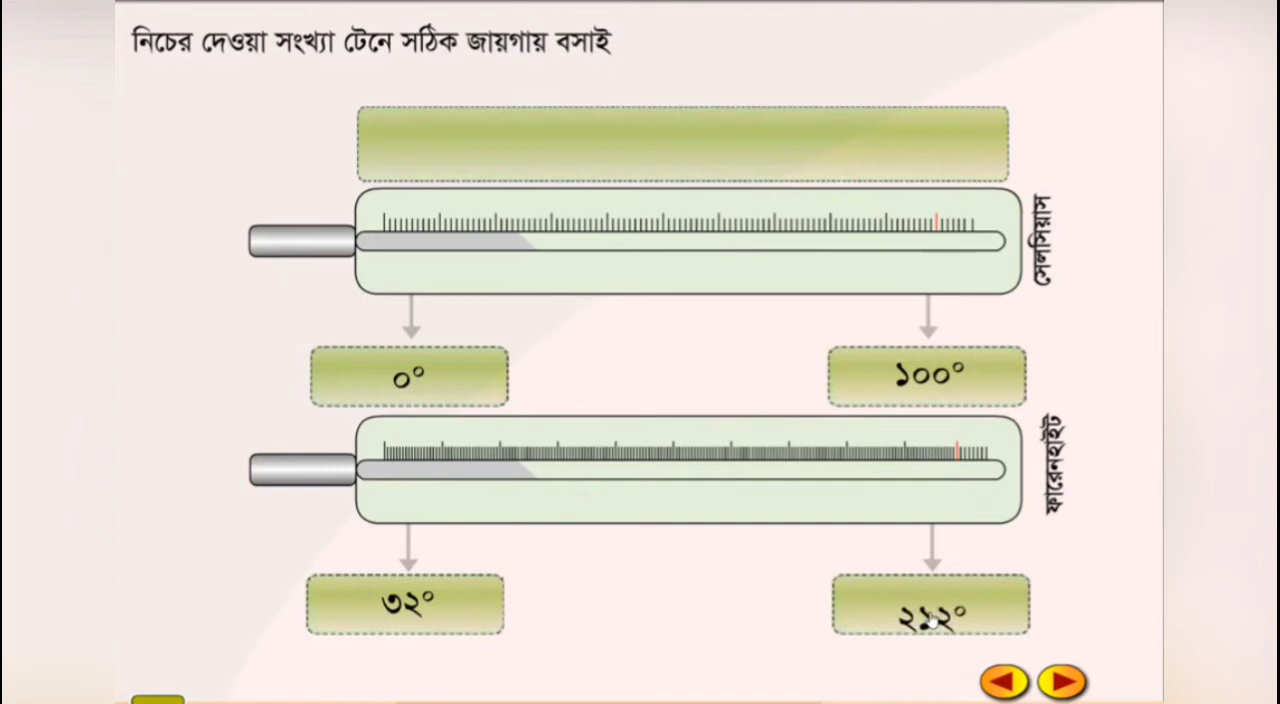 নিচের দেওয়া সংখ্যা টেনে সঠিক জায়গায় বসাই
সেলসিয়াস
০° ১০০°
ফারেনহাইট
৩২° ২১২°